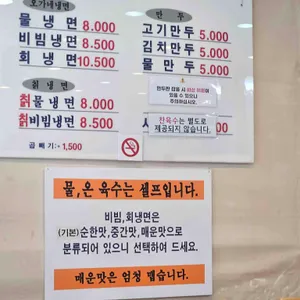 오가네냉면
물냉면 8.000
비빔냉면 8.500
회냉면 10.500
칡냉면
칡물냉면 8.000
칡비빔냉면 8.500
곱빼기 - 1,500
만두
고기만두 5.000
김치만두 5.000
물만두 5.000
찬육수는 별도로
제공되지 않습니다.
물,온 육수는 셀프입니다.
비빔,회냉면은
(기본)순한맛,중간맛,매운맛으로
분류되어 있으니 선택하여 드세요.
매운맛은 엄청 맵습니다.